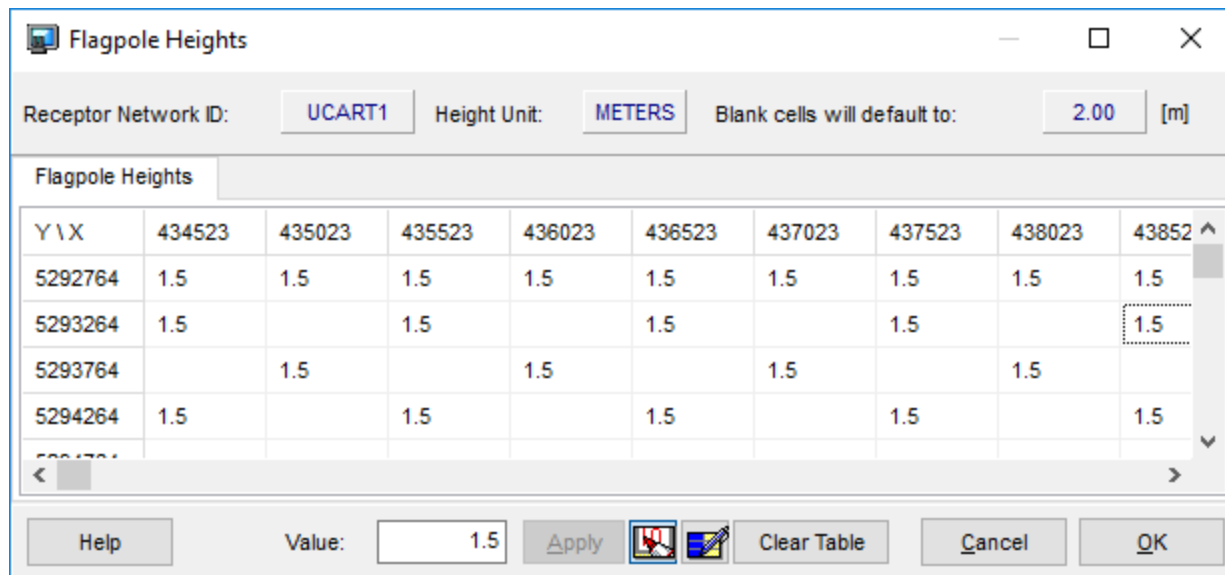 Flagpole Heights
Receptor Network ID: UCART1 Height Unit: METERS Blank cells will default to: 2.00 [m]
Flagpole Heights
Y \ X 434523 435023 435523 436023 436523 437023 437523 438023 43852
5292764 1.5 1.5 1.5 1.5 1.5 1.5 1.5 1.5 1.5
5293264 1.5 1.5 1.5 1.5 1.5
5293764 1.5 1.5 1.5 1.5
5294264 1.5 1.5 1.5 1.5 1.5
Help Value: 1.5 Apply Clear Table Cancel OK